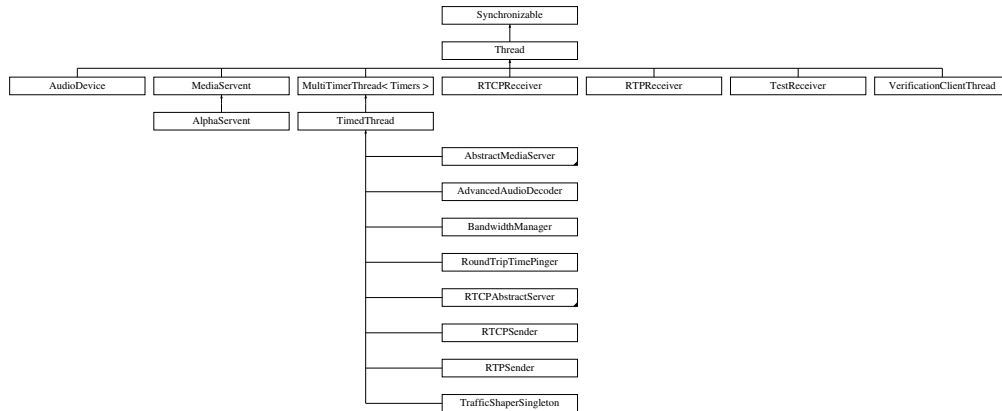 Synchronizable
Thread
AudioDevice
MediaServent
MultiTimerThread< Timers >
RTCPReceiver
RTPReceiver
TestReceiver
VerificationClientThread
AlphaServent
TimedThread
AbstractMediaServer
AdvancedAudioDecoder
BandwidthManager
RoundTripTimePinger
RTCPAbstractServer
RTCPSender
RTPSender
TrafficShaperSingleton